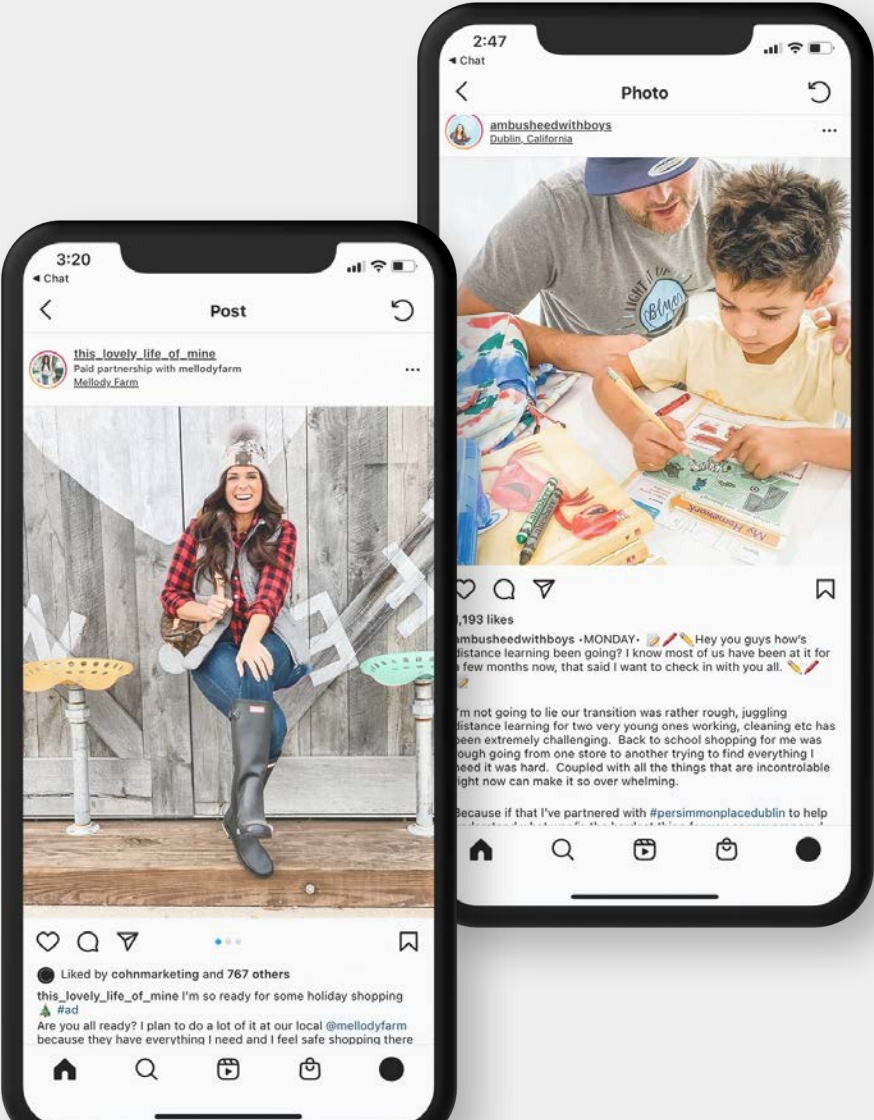 2:47
Chat
Photo
ambusheedwithboys
Dublin, California
LIGHT IT UP
Blue
My Homework
1,193 likes
ambusheedwithboys •MONDAY• Hey you guys how's
distance learning been going? I know most of us have been at it for
a few months now, that said I want to check in with you all.
I'm not going to lie our transition was rather rough, juggling
distance learning for two very young ones working, cleaning etc has
been extremely challenging. Back to school shopping for me was
rough going from one store to another trying to find everything I
need it was hard. Coupled with all the things that are incontrolable
right now can make it so over whelming.
Because if that I've partnered with #persimmonplacedublin to help
3:20
Chat
Post
this_lovely_life_of_mine
Paid partnership with mellodyfarm
Mellody Farm
Liked by cohnmarketing and 767 others
this_lovely_life_of_mine I'm so ready for some holiday shopping
#ad
Are you all ready? I plan to do a lot of it at our local @mellodyfarm
because they have everything I need and I feel safe shopping there